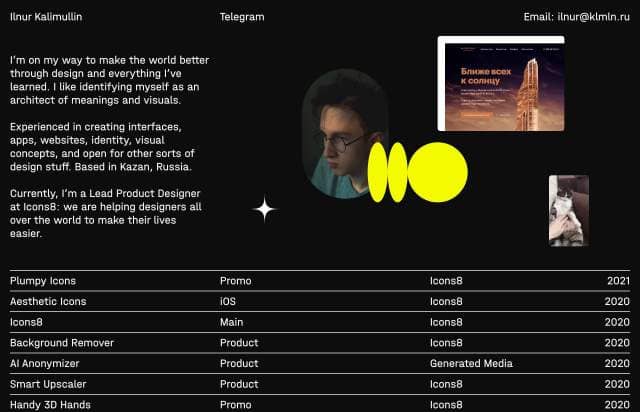 Ilnur Kalimullin
Telegram
Email: ilnur@klmln.ru
I'm on my way to make the world better
through design and everything I've
learned. I like identifying myself as an
architect of meanings and visuals.
Experienced in creating interfaces,
apps, websites, identity, visual
concepts, and open for other sorts of
design stuff. Based in Kazan, Russia.
Currently, I'm a Lead Product Designer
at Icons8: we are helping designers all
over the world to make their lives
easier.
Ближе всех
к солнцу
Plumpy Icons Promo Icons8 2021
Aesthetic Icons iOS Icons8 2020
Icons8 Main Icons8 2020
Background Remover Product Icons8 2020
AI Anonymizer Product Generated Media 2020
Smart Upscaler Product Icons8 2020
Handy 3D Hands Promo Icons8 2020